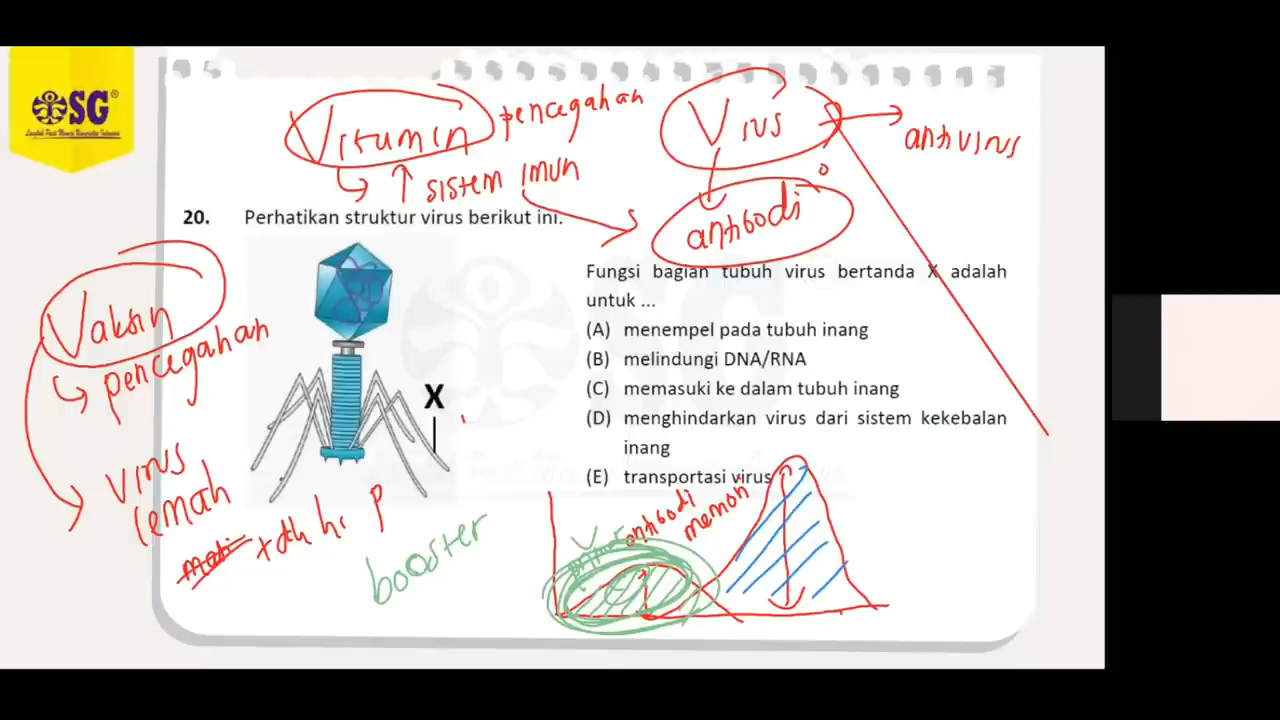 SG®
Vitamin pencegahan
↑ sistem imun
Virus
antivirus
antibodi
20. Perhatikan struktur virus berikut ini.
X
Fungsi bagian tubuh virus bertanda X adalah
untuk ...
(A) menempel pada tubuh inang
(B) melindungi DNA/RNA
(C) memasuki ke dalam tubuh inang
(D) menghindarkan virus dari sistem kekebalan
inang
(E) transportasi virus
Vaksin
pencegahan
virus
lemah
booster
antibodi
memori